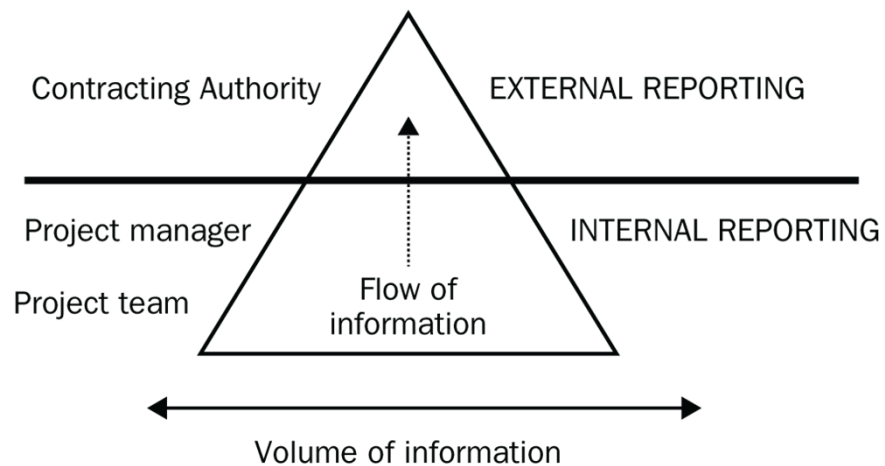 Contracting Authority
EXTERNAL REPORTING
Project manager
INTERNAL REPORTING
Project team
Flow of
information
Volume of information